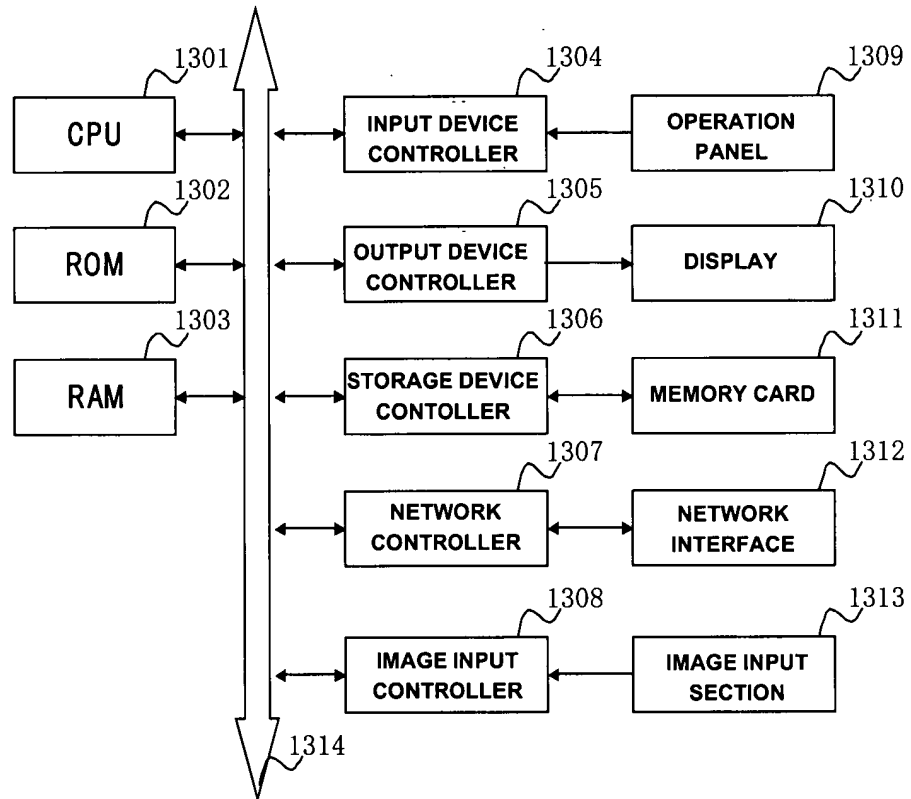 1301
1304
1309
CPU
INPUT DEVICE
CONTROLLER
OPERATION
PANEL
1302
1305
1310
ROM
OUTPUT DEVICE
CONTROLLER
DISPLAY
1303
1306
1311
RAM
STORAGE DEVICE
CONTOLLER
MEMORY CARD
1307
1312
NETWORK
CONTROLLER
NETWORK
INTERFACE
1308
1313
IMAGE INPUT
CONTROLLER
IMAGE INPUT
SECTION
1314